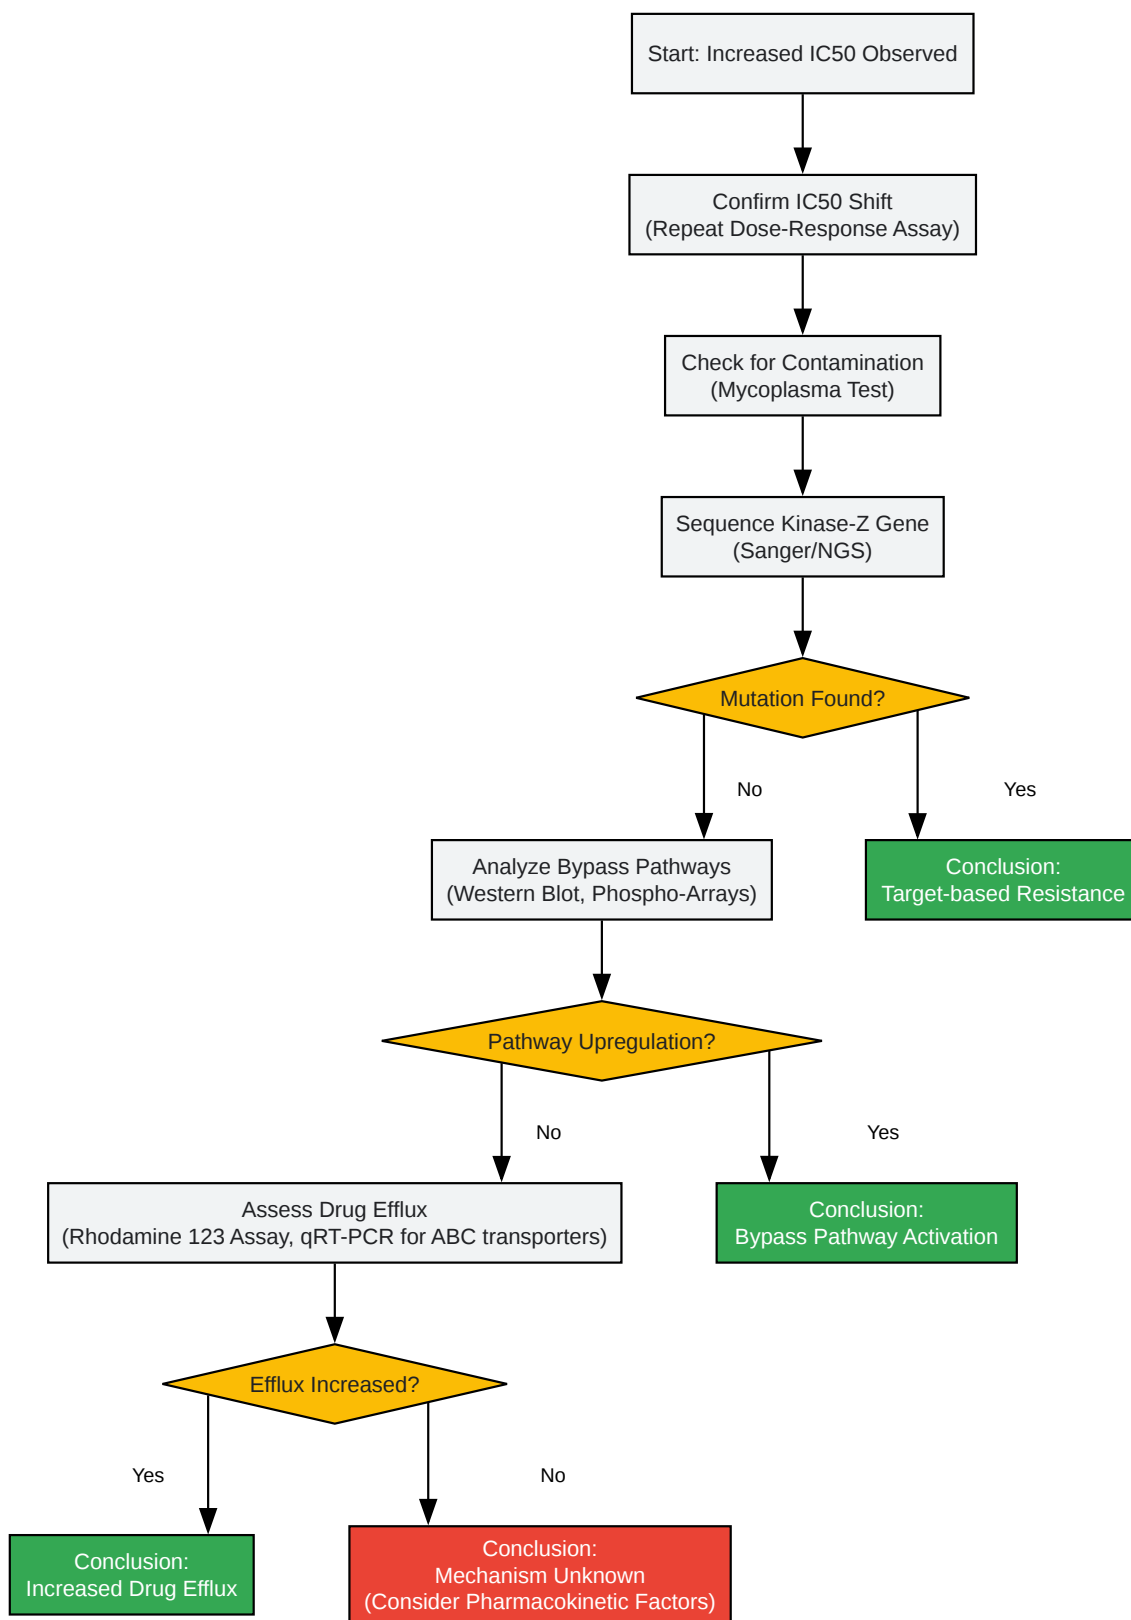 Start: Increased IC50 Observed
Confirm IC50 Shift
(Repeat Dose-Response Assay)
Check for Contamination
(Mycoplasma Test)
Sequence Kinase-Z Gene
(Sanger/NGS)
Mutation Found?
No
Yes
Analyze Bypass Pathways
(Western Blot, Phospho-Arrays)
Conclusion:
Target-based Resistance
Pathway Upregulation?
No
Yes
Assess Drug Efflux
(Rhodamine 123 Assay, qRT-PCR for ABC transporters)
Conclusion:
Bypass Pathway Activation
Efflux Increased?
Yes
No
Conclusion:
Increased Drug Efflux
Conclusion:
Mechanism Unknown
(Consider Pharmacokinetic Factors)